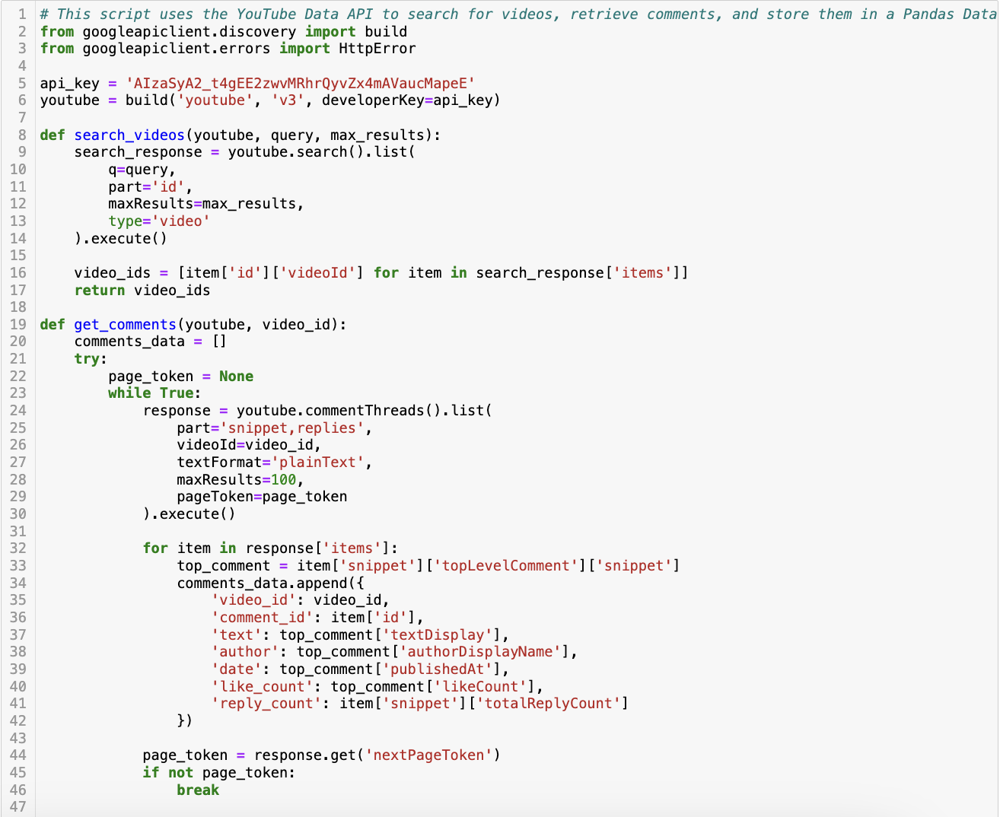 1 # This script uses the YouTube Data API to search for videos, retrieve comments, and store them in a Pandas Data
2 from googleapiclient.discovery import build
3 from googleapiclient.errors import HttpError
4
5 api_key = 'AIzaSyA2_t4gEE2zwvMRhrQyvZx4mAVaucMapeE'
6 youtube = build('youtube', 'v3', developerKey=api_key)
7
8 def search_videos(youtube, query, max_results):
9     search_response = youtube.search().list(
10         q=query,
11         part='id',
12         maxResults=max_results,
13         type='video'
14     ).execute()
15
16     video_ids = [item['id']['videoId'] for item in search_response['items']]
17     return video_ids
18
19 def get_comments(youtube, video_id):
20     comments_data = []
21     try:
22         page_token = None
23         while True:
24             response = youtube.commentThreads().list(
25                 part='snippet,replies',
26                 videoId=video_id,
27                 textFormat='plainText',
28                 maxResults=100,
29                 pageToken=page_token
30             ).execute()
31
32             for item in response['items']:
33                 top_comment = item['snippet']['topLevelComment']['snippet']
34                 comments_data.append({
35                     'video_id': video_id,
36                     'comment_id': item['id'],
37                     'text': top_comment['textDisplay'],
38                     'author': top_comment['authorDisplayName'],
39                     'date': top_comment['publishedAt'],
40                     'like_count': top_comment['likeCount'],
41                     'reply_count': item['snippet']['totalReplyCount']
42                 })
43
44             page_token = response.get('nextPageToken')
45             if not page_token:
46                 break
47